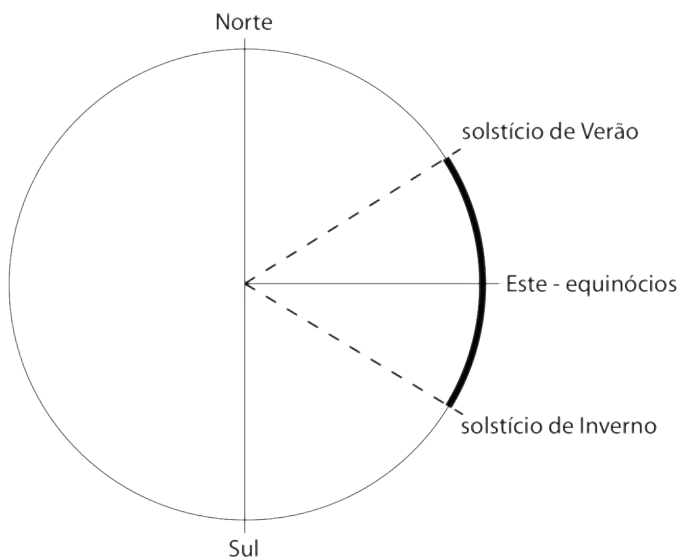 Norte
solstício de Verão
Este - equinócios
solstício de Inverno
Sul